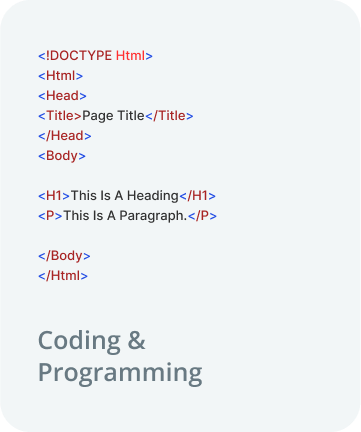 <!DOCTYPE Html>
<Html>
<Head>
<Title>Page Title</Title>
</Head>
<Body>
<H1>This Is A Heading</H1>
<P>This Is A Paragraph.</P>
</Body>
</Html>
Coding &
Programming